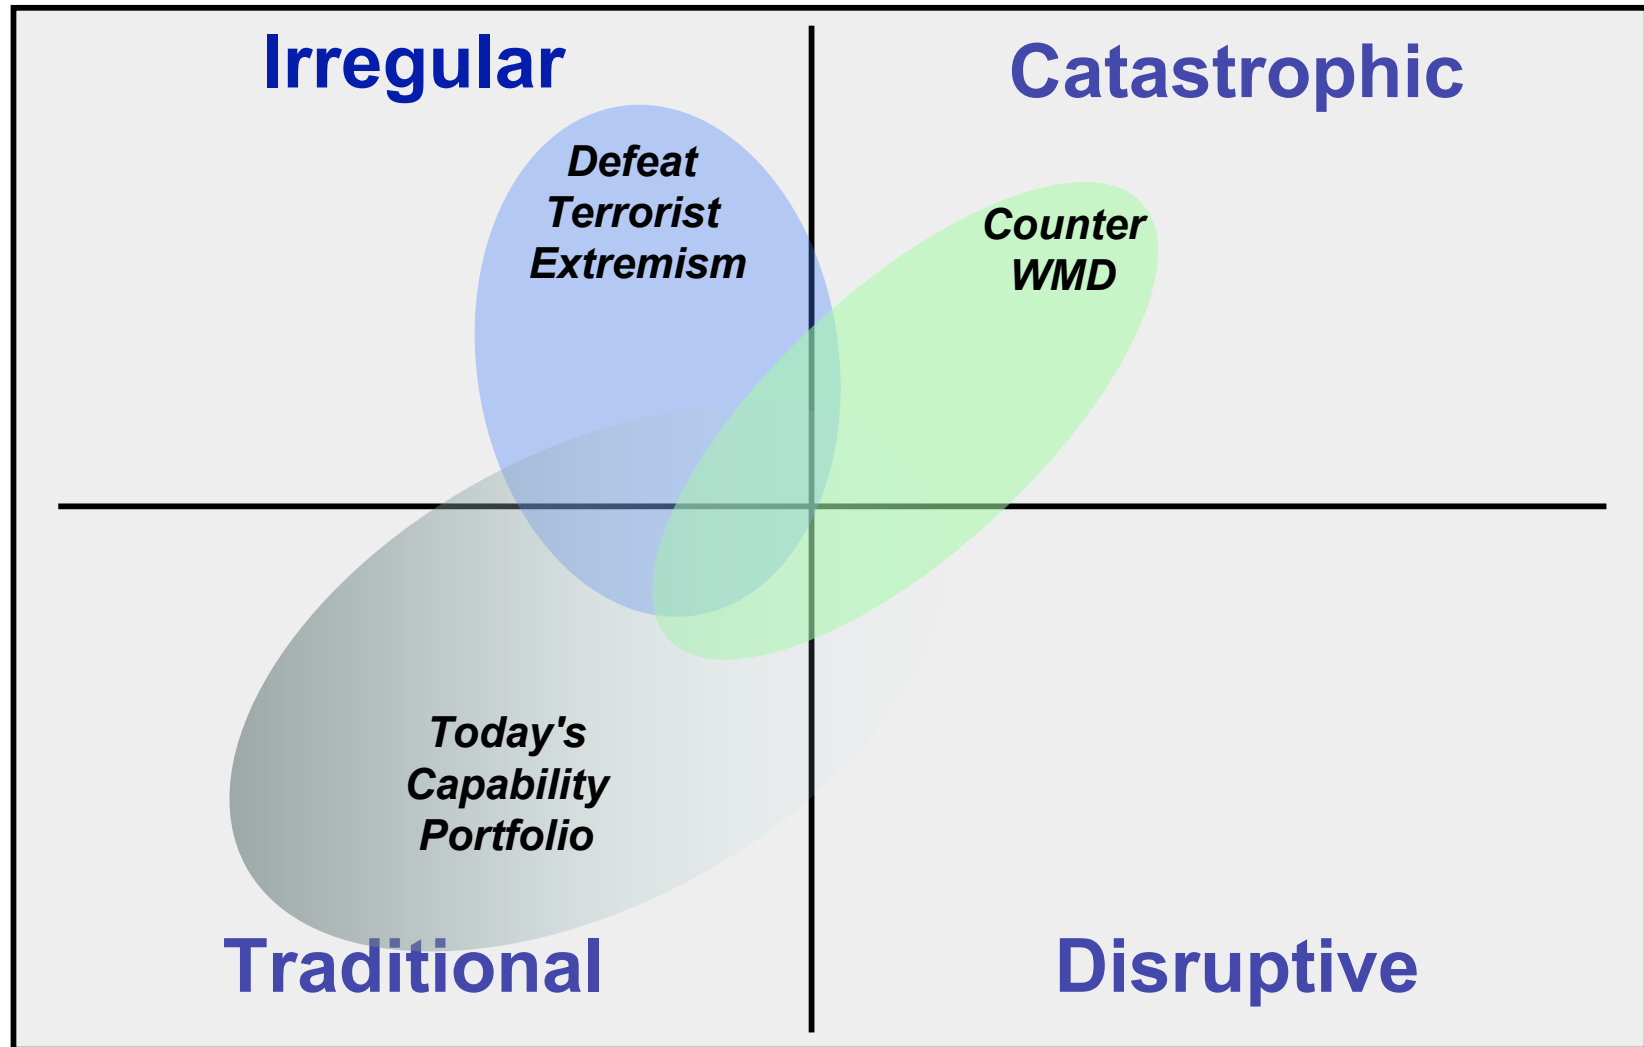 Irregular
Catastrophic
Defeat
Terrorist
Extremism
Counter
WMD
Today's
Capability
Portfolio
Traditional
Disruptive